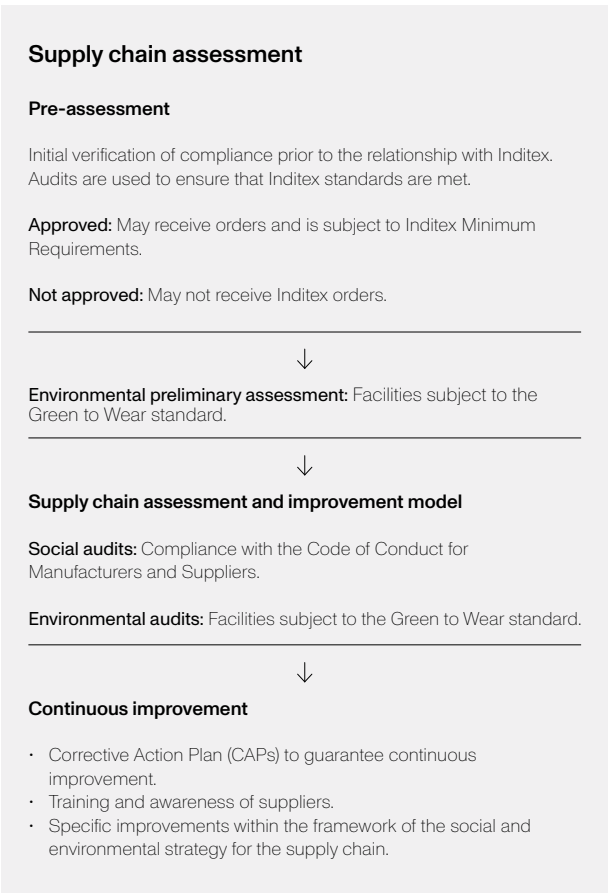 Supply chain assessment
Pre-assessment
Initial verification of compliance prior to the relationship with Inditex.
Audits are used to ensure that Inditex standards are met.
Approved: May receive orders and is subject to Inditex Minimum
Requirements.
Not approved: May not receive Inditex orders.
↓
Environmental preliminary assessment: Facilities subject to the
Green to Wear standard.
↓
Supply chain assessment and improvement model
Social audits: Compliance with the Code of Conduct for
Manufacturers and Suppliers.
Environmental audits: Facilities subject to the Green to Wear standard.
↓
Continuous improvement
· Corrective Action Plan (CAPs) to guarantee continuous
improvement.
· Training and awareness of suppliers.
· Specific improvements within the framework of the social and
environmental strategy for the supply chain.